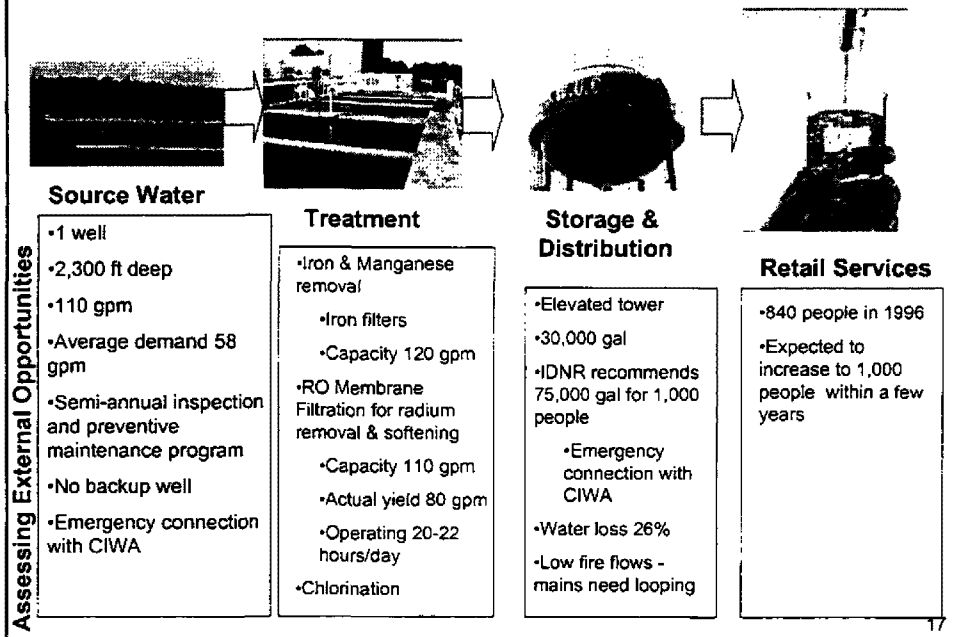 Assessing External Opportunities
Source Water
•1 well
•2,300 ft deep
•110 gpm
•Average demand 58
gpm
•Semi-annual inspection
and preventive
maintenance program
•No backup well
•Emergency connection
with CIWA
Treatment
•Iron & Manganese
removal
•Iron filters
•Capacity 120 gpm
•RO Membrane
Filtration for radium
removal & softening
•Capacity 110 gpm
•Actual yield 80 gpm
•Operating 20-22
hours/day
•Chlorination
Storage &
Distribution
•Elevated tower
•30,000 gal
•IDNR recommends
75,000 gal for 1,000
people
•Emergency
connection with
CIWA
•Water loss 26%
•Low fire flows -
mains need looping
Retail Services
•840 people in 1996
•Expected to
increase to 1,000
people within a few
years
17